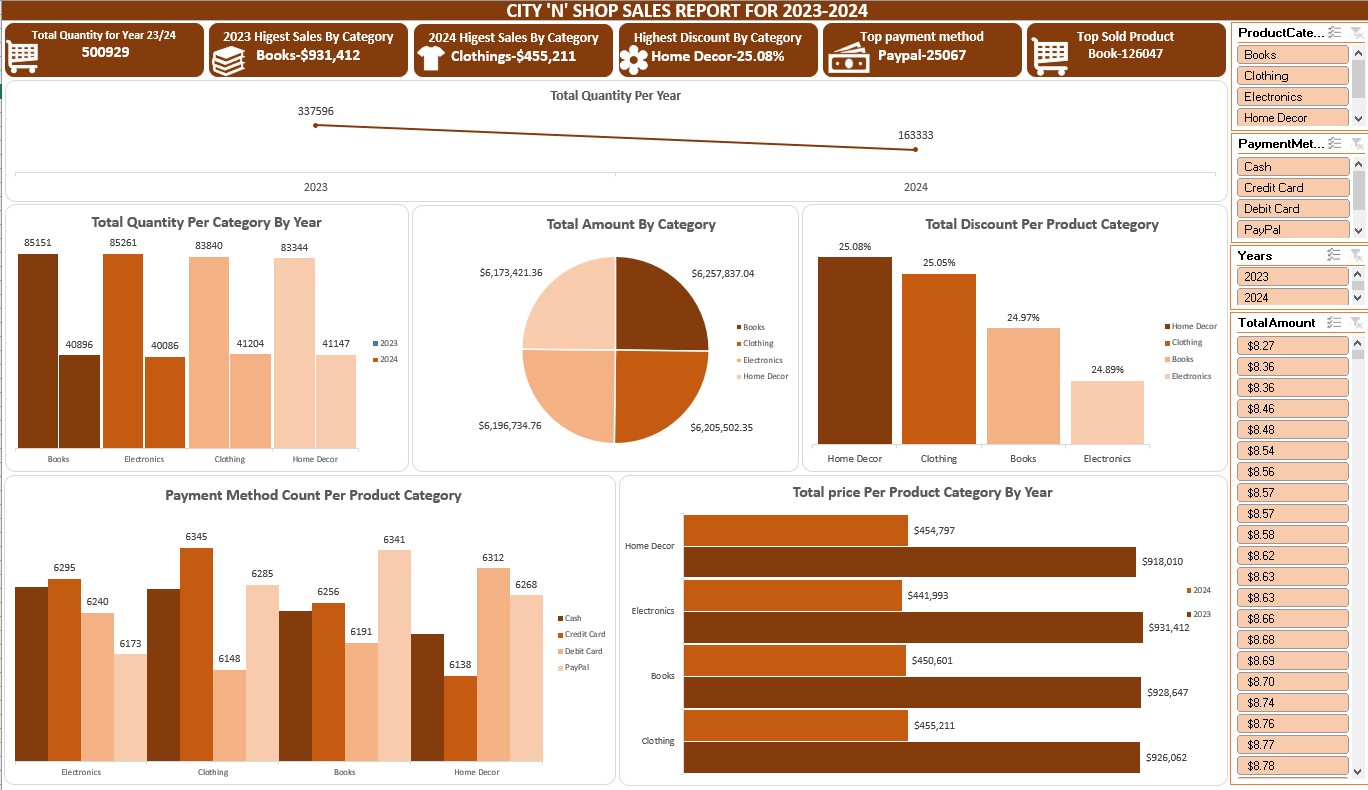 CITY 'N' SHOP SALES REPORT FOR 2023-2024
Total Quantity for Year 23/24
500929
2023 Higest Sales By Category
Books-$931,412
2024 Higest Sales By Category
Clothings-$455,211
Highest Discount By Category
Home Decor-25.08%
Top payment method
Paypal-25067
Top Sold Product
Book-126047
Total Quantity Per Year
337596
163333
2023
2024
Total Quantity Per Category By Year
85151
85261
83840
83344
40896
40086
41204
41147
2023
2024
Books
Electronics
Clothing
Home Decor
Total Amount By Category
$6,173,421.36
$6,257,837.04
$6,196,734.76
$6,205,502.35
Books
Clothing
Electronics
Home Decor
Total Discount Per Product Category
25.08%
25.05%
24.97%
24.89%
Home Decor
Clothing
Books
Electronics
Home Decor
Clothing
Books
Electronics
Payment Method Count Per Product Category
6295
6240
6173
6345
6148
6285
6256
6191
6341
6138
6312
6268
Cash
Credit Card
Debit Card
PayPal
Electronics
Clothing
Books
Home Decor
Total price Per Product Category By Year
Home Decor
$454,797
$918,010
Electronics
$441,993
$931,412
Books
$450,601
$928,647
Clothing
$455,211
$926,062
2024
2023
ProductCate...
Books
Clothing
Electronics
Home Decor
PaymentMet...
Cash
Credit Card
Debit Card
PayPal
Years
2023
2024
TotalAmount
$8.27
$8.36
$8.36
$8.46
$8.48
$8.54
$8.56
$8.57
$8.57
$8.58
$8.62
$8.63
$8.63
$8.66
$8.68
$8.69
$8.70
$8.74
$8.76
$8.77
$8.78